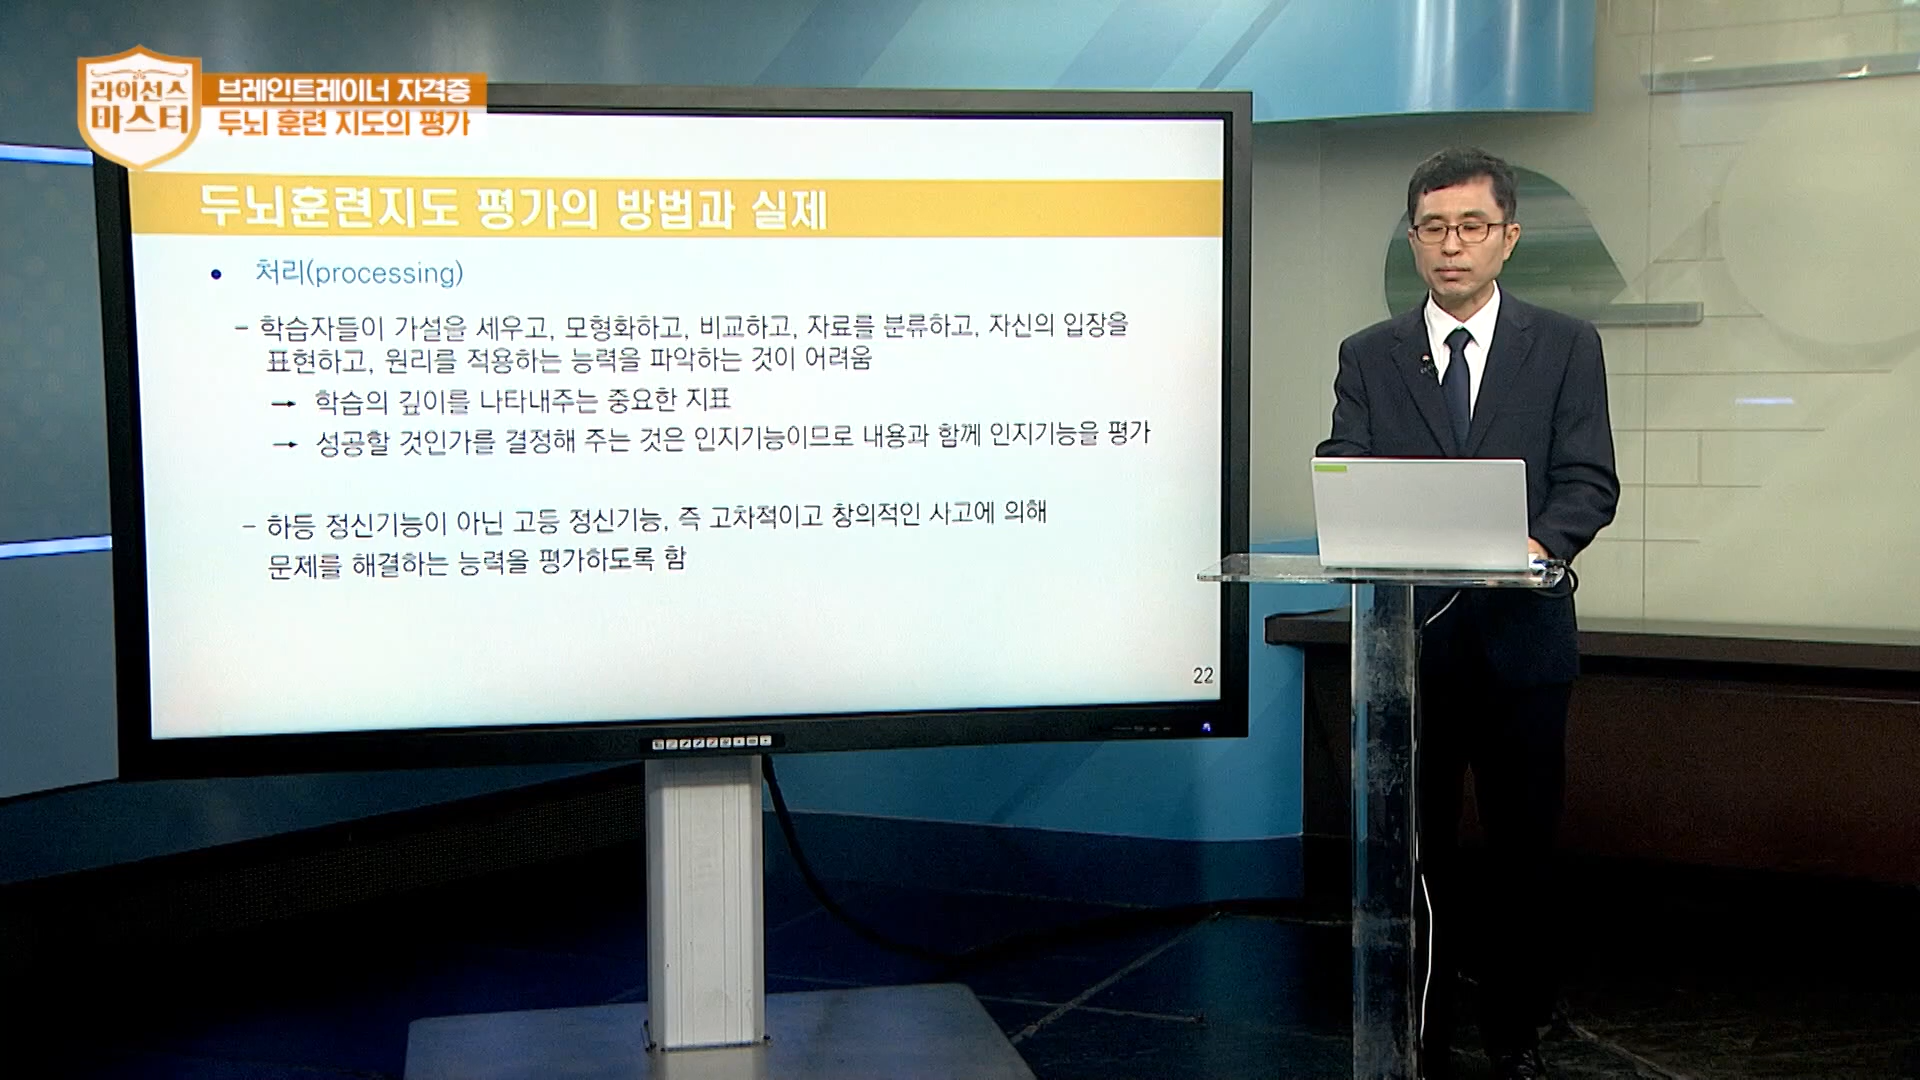 라이선스
마스터
브레인트레이너 자격증
두뇌 훈련 지도의 평가
두뇌훈련지도 평가의 방법과 실제
• 처리(processing)
– 학습자들이 가설을 세우고, 모형화하고, 비교하고, 자료를 분류하고, 자신의 입장을
표현하고, 원리를 적용하는 능력을 파악하는 것이 어려움
→ 학습의 깊이를 나타내주는 중요한 지표
→ 성공할 것인가를 결정해 주는 것은 인지기능이므로 내용과 함께 인지기능을 평가
– 하등 정신기능이 아닌 고등 정신기능, 즉 고차적이고 창의적인 사고에 의해
문제를 해결하는 능력을 평가하도록 함
22